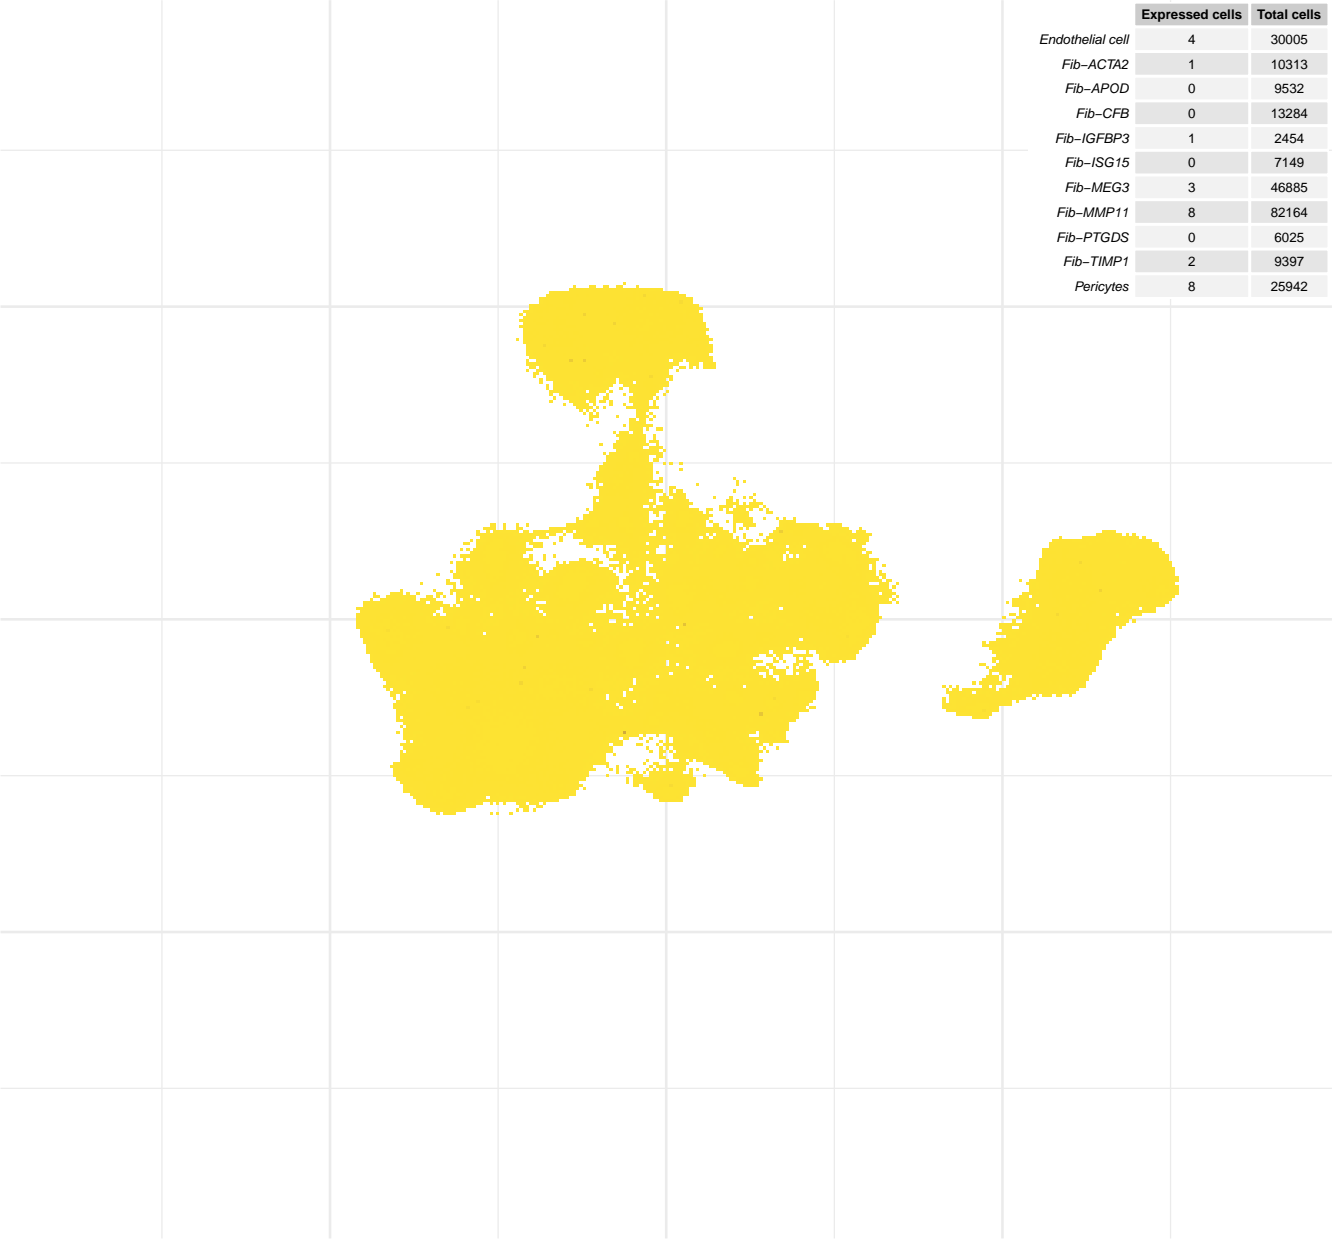 Expressed cells Total cells
Endothelial cell 4 30005
Fib−ACTA2 1 10313
Fib−APOD 0 9532
Fib−CFB 0 13284
Fib−IGFBP3 1 2454
Fib−ISG15 0 7149
Fib−MEG3 3 46885
Fib−MMP11 8 82164
Fib−PTGDS 0 6025
Fib−TIMP1 2 9397
Pericytes 8 25942